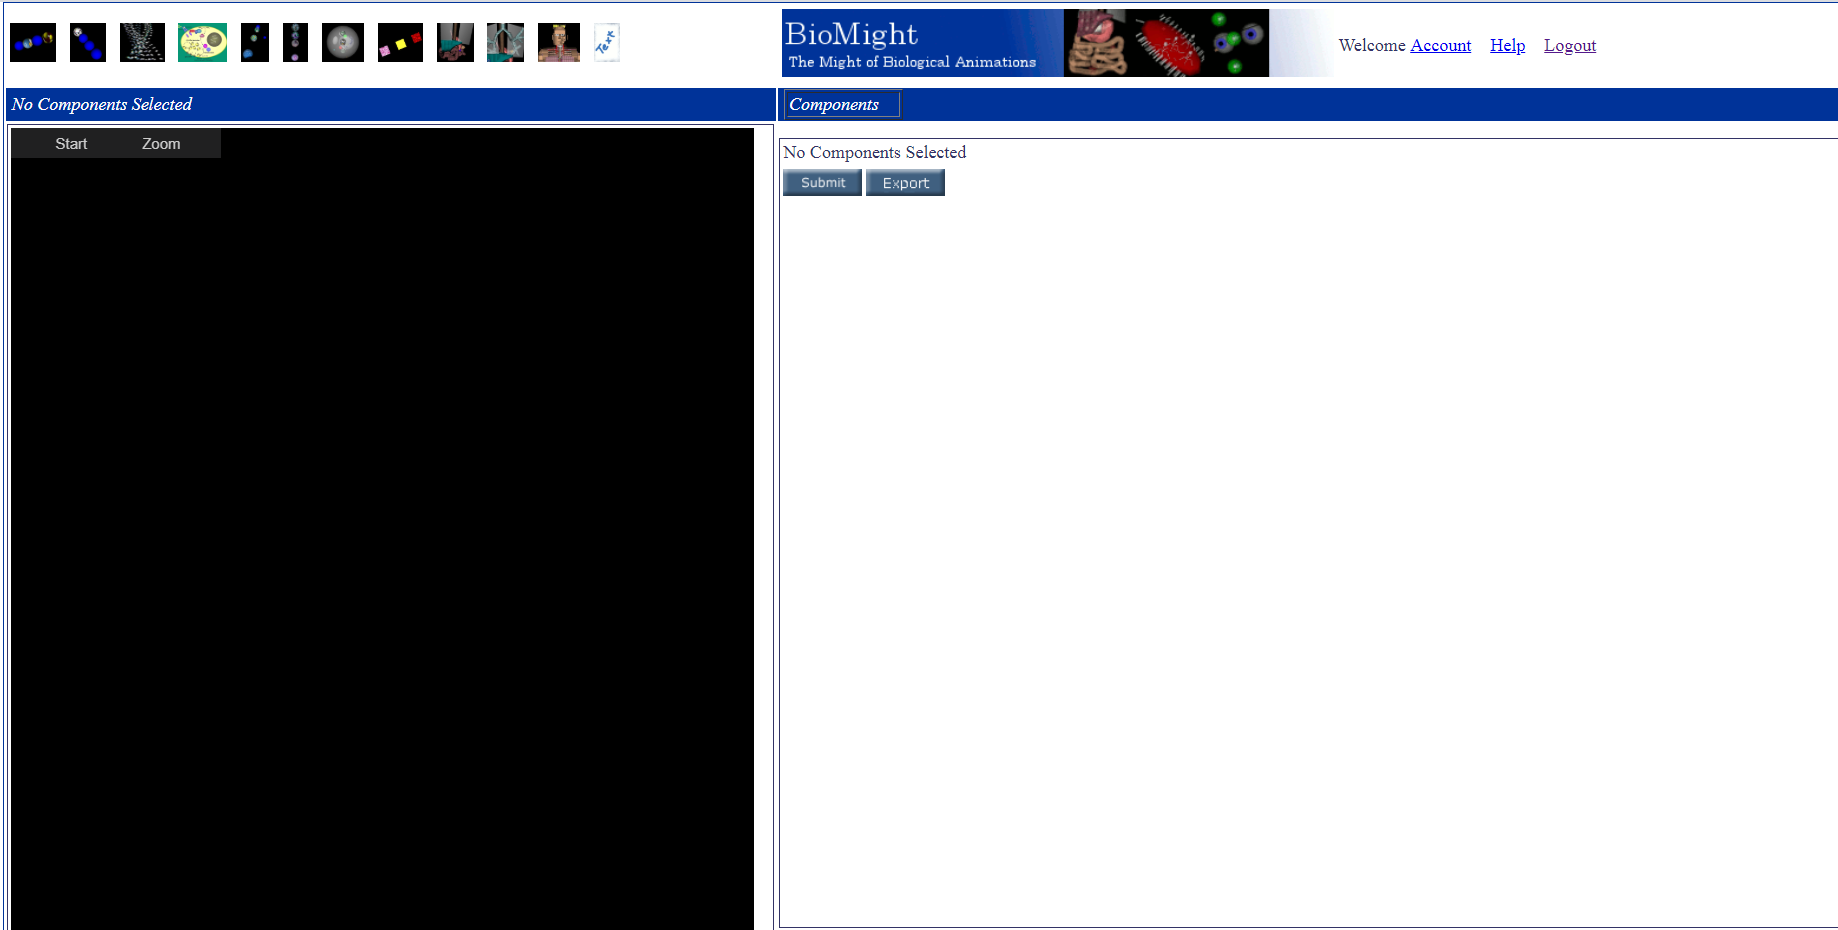 Text
BioMight
The Might of Biological Animations
Welcome Account Help Logout
No Components Selected
Components
Start Zoom
No Components Selected
Submit Export